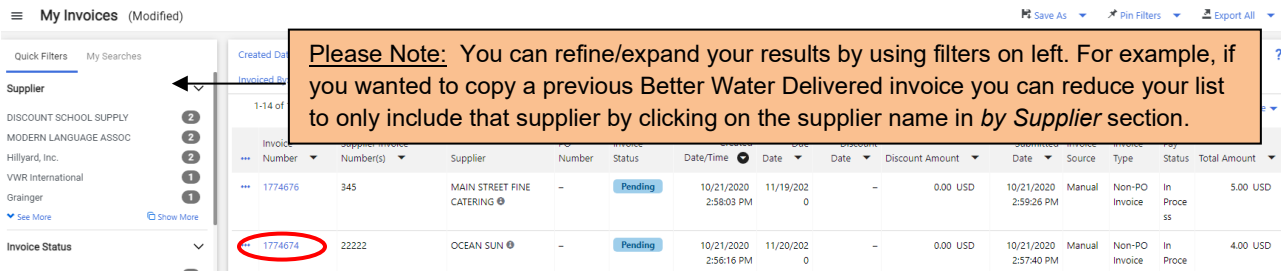 ≡ My Invoices (Modified) Save As ▼ Pin Filters ▼ Export All ▼
Quick Filters My Searches
Created Dat
Invoiced By
Please Note: You can refine/expand your results by using filters on left. For example, if
you wanted to copy a previous Better Water Delivered invoice you can reduce your list
to only include that supplier by clicking on the supplier name in by Supplier section.
?
1-14 of
Supplier
DISCOUNT SCHOOL SUPPLY 2
MODERN LANGUAGE ASSOC 2
Hillyard, Inc. 2
VWR International 1
Grainger 1
See More Show More
Invoice Status
Invoice Supplier Invoice Invoice Created Due Discount Submitted Invoice Invoice Pay
••• Number ▼ Number(s) ▼ Supplier Number Status Date/Time Date ▼ Date ▼ Discount Amount ▼ Date ▼ Source Type Status Total Amount ▼
••• 1774676 345 MAIN STREET FINE – Pending 10/21/2020 11/19/202 – 0.00 USD 10/21/2020 Manual Non-PO In 5.00 USD
CATERING 2:58:03 PM 0 2:59:26 PM Invoice Proce
ss
••• 1774674 22222 OCEAN SUN – Pending 10/21/2020 11/20/202 – 0.00 USD 10/21/2020 Manual Non-PO In 4.00 USD
2:56:16 PM 0 2:57:40 PM Invoice Proce